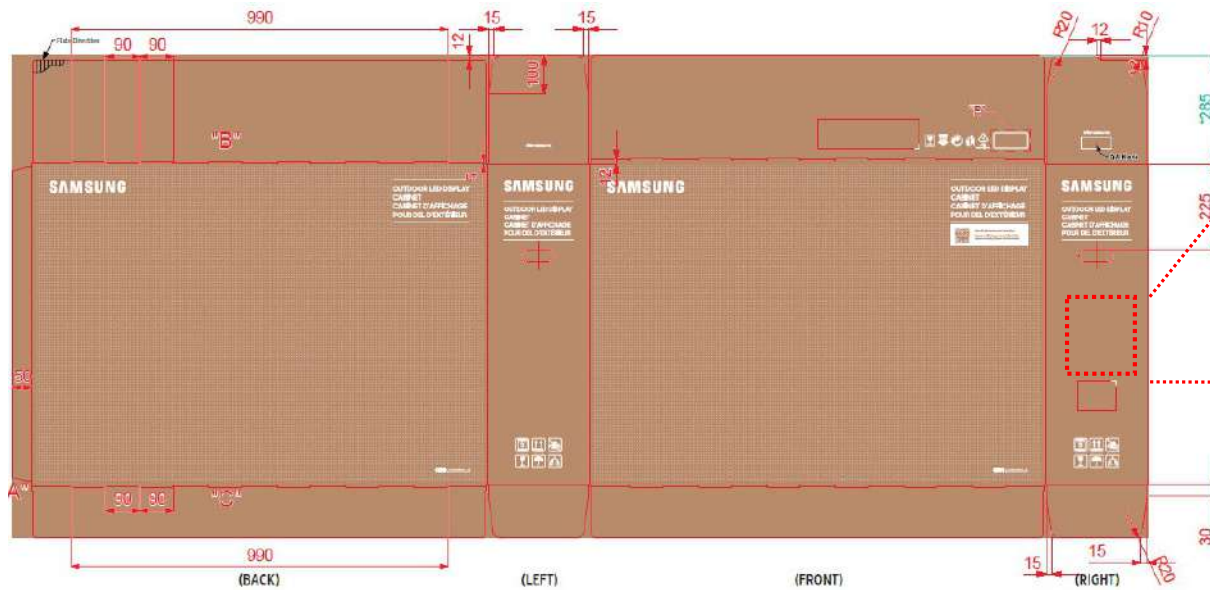 990
15
15
90
90
12
100
R20
12
R10
12
"285
Flute Direction
"B"
"P"
12
SAMSUNG
OUTDOOR LED DISPLAY
CABINET
CABINET D'AFFICHAGE
POUR DEL D'EXTÉRIEUR
SAMSUNG
OUTDOOR LED DISPLAY
CABINET
CABINET D'AFFICHAGE
POUR DEL D'EXTÉRIEUR
SAMSUNG
OUTDOOR LED DISPLAY
CABINET
CABINET D'AFFICHAGE
POUR DEL D'EXTÉRIEUR
SAMSUNG
OUTDOOR LED DISPLAY
CABINET
CABINET D'AFFICHAGE
POUR DEL D'EXTÉRIEUR
225
50
A"
90
90
"C"
990
15
15
R20
30
(BACK)
(LEFT)
(FRONT)
(RIGHT)